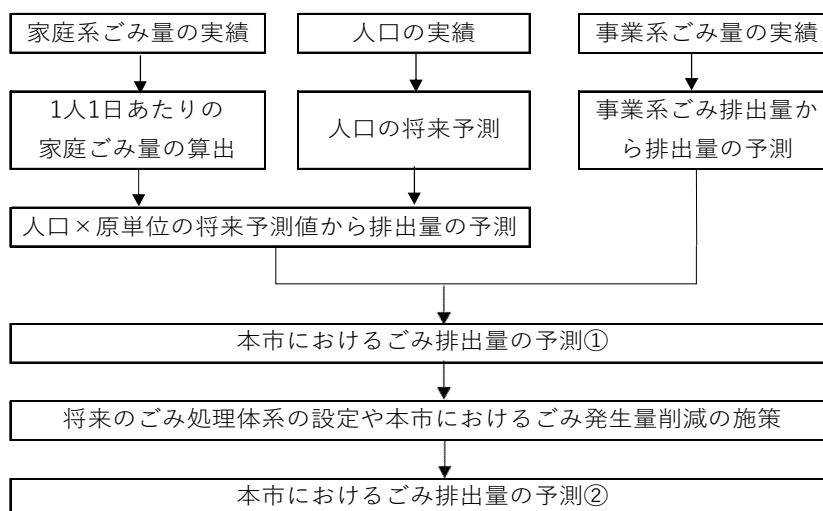 家庭系ごみ量の実績
人口の実績
事業系ごみ量の実績
1人1日あたりの
家庭ごみ量の算出
人口の将来予測
事業系ごみ排出量か
ら排出量の予測
人口×原単位の将来予測値から排出量の予測
本市におけるごみ排出量の予測①
将来のごみ処理体系の設定や本市におけるごみ発生量削減の施策
本市におけるごみ排出量の予測②